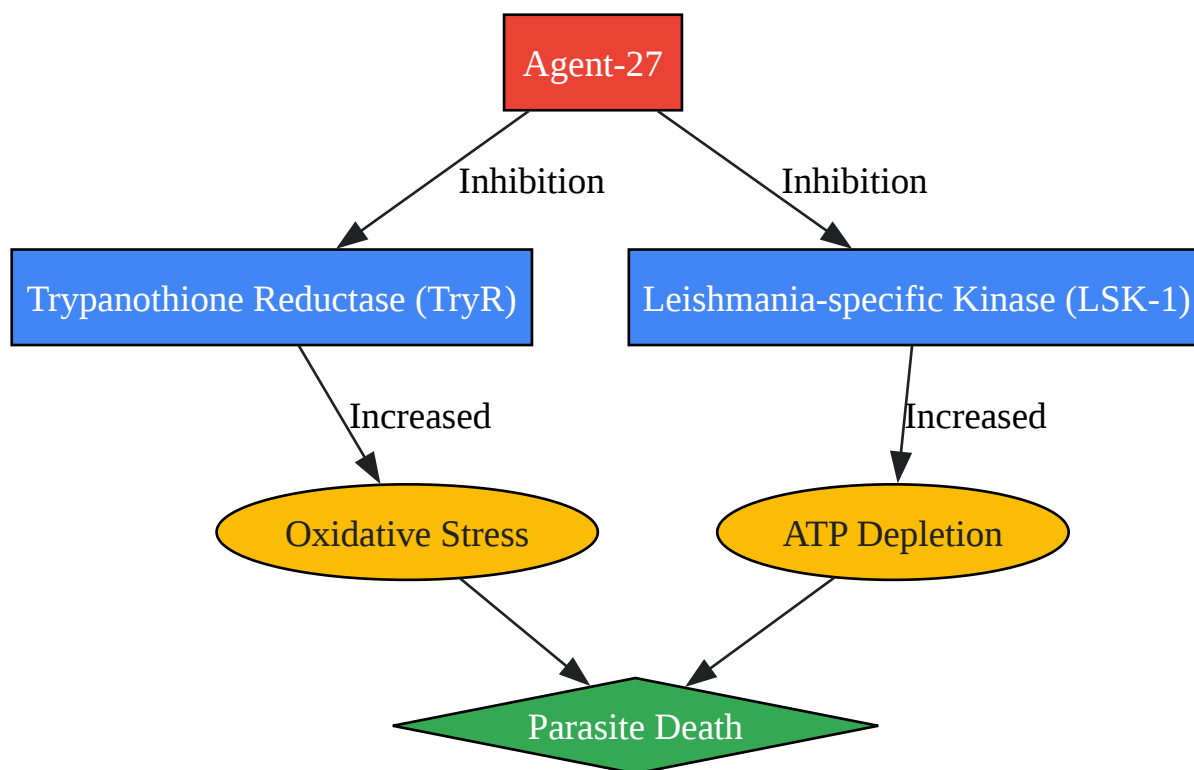 Agent-27
Inhibition
Inhibition
Trypanothione Reductase (TryR)
Leishmania-specific Kinase (LSK-1)
Increased
Increased
Oxidative Stress
ATP Depletion
Parasite Death